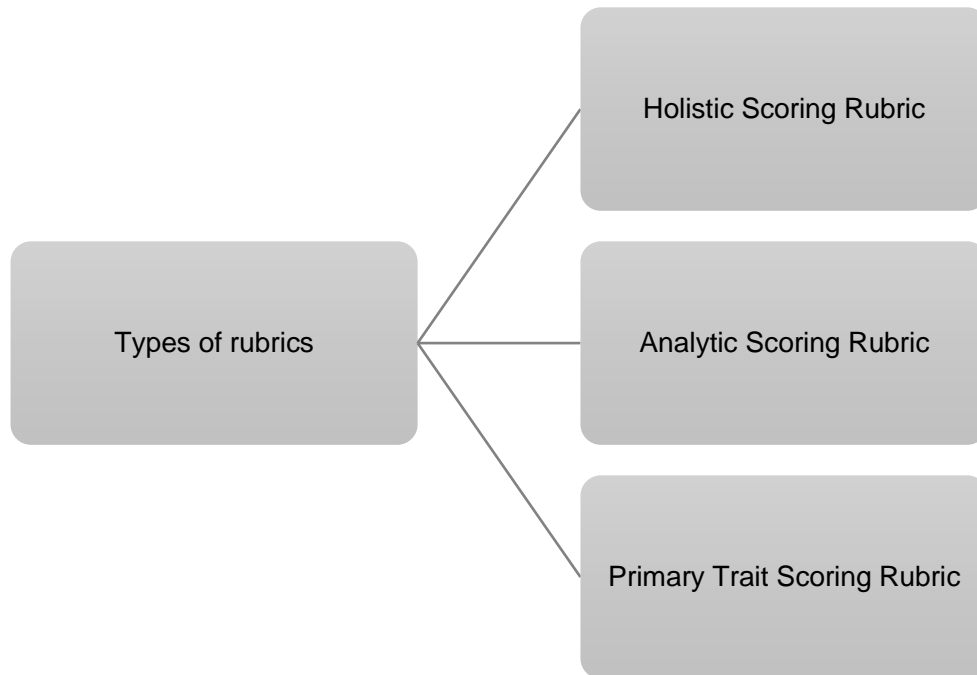 Holistic Scoring Rubric
Types of rubrics
Analytic Scoring Rubric
Primary Trait Scoring Rubric